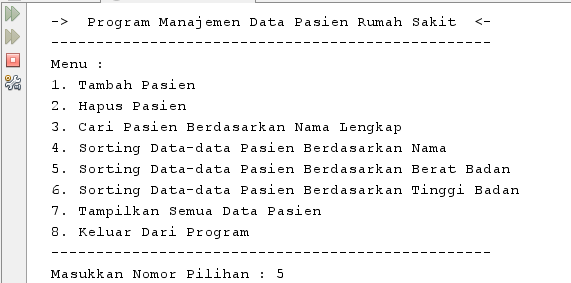 ->  Program Manajemen Data Pasien Rumah Sakit  <-
-------------------------------------------------
Menu :
1. Tambah Pasien
2. Hapus Pasien
3. Cari Pasien Berdasarkan Nama Lengkap
4. Sorting Data-data Pasien Berdasarkan Nama
5. Sorting Data-data Pasien Berdasarkan Berat Badan
6. Sorting Data-data Pasien Berdasarkan Tinggi Badan
7. Tampilkan Semua Data Pasien
8. Keluar Dari Program
-------------------------------------------------
Masukkan Nomor Pilihan : 5